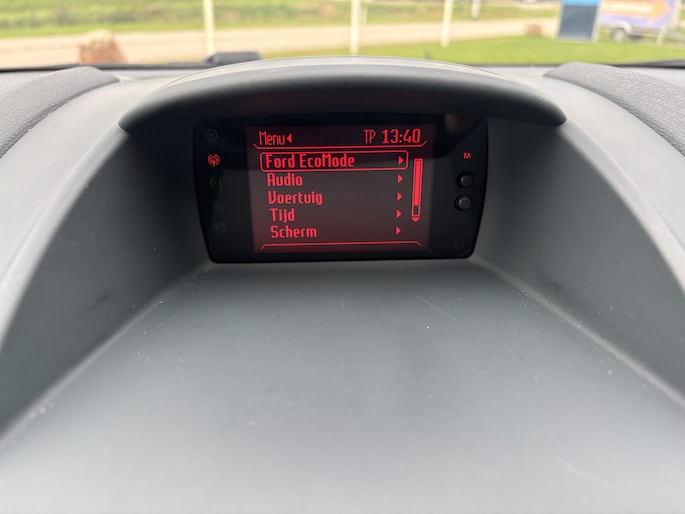 Menu TP 13:40
Ford EcoMode
Audio
Voertuig
Tijd
Scherm
TA